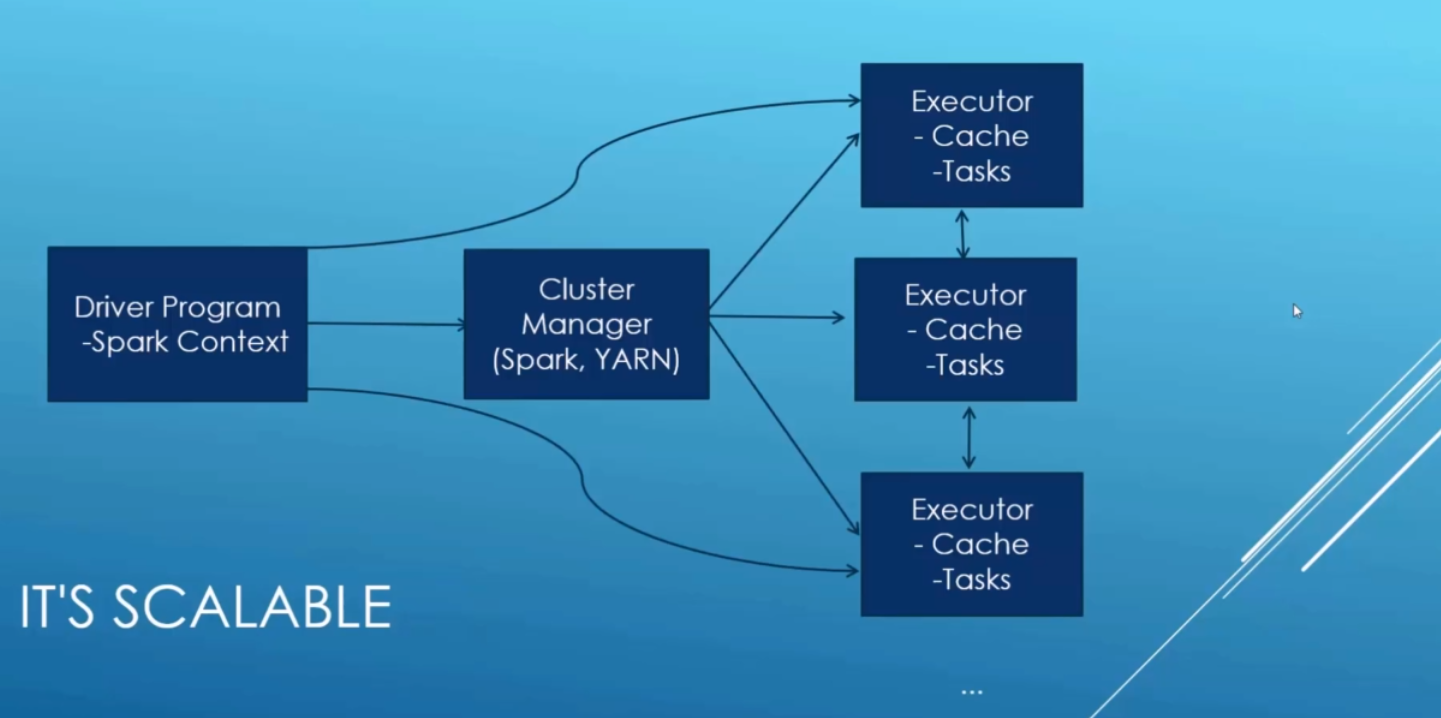 Executor
- Cache
-Tasks
Driver Program
-Spark Context
Cluster
Manager
(Spark, YARN)
Executor
- Cache
-Tasks
Executor
- Cache
-Tasks
IT'S SCALABLE
...